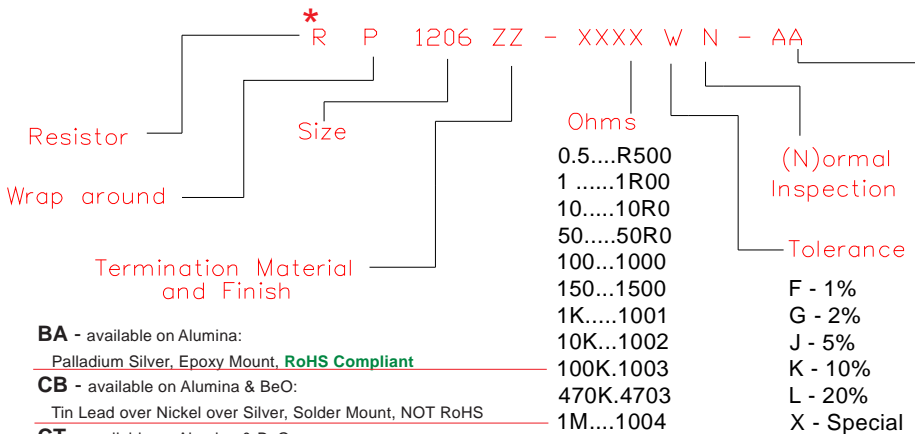 *
R P 1206 ZZ - XXXX W N - AA
Resistor
Size
Wrap around
Termination Material
and Finish
Ohms
0.5....R500
1 ......1R00
10.....10R0
50.....50R0
100...1000
150...1500
1K.....1001
10K...1002
100K.1003
470K.4703
1M....1004
(N)ormal
Inspection
Tolerance
F - 1%
G - 2%
J - 5%
K - 10%
L - 20%
X - Special
BA - available on Alumina:
Palladium Silver, Epoxy Mount, RoHS Compliant
CB - available on Alumina & BeO:
Tin Lead over Nickel over Silver, Solder Mount, NOT RoHS